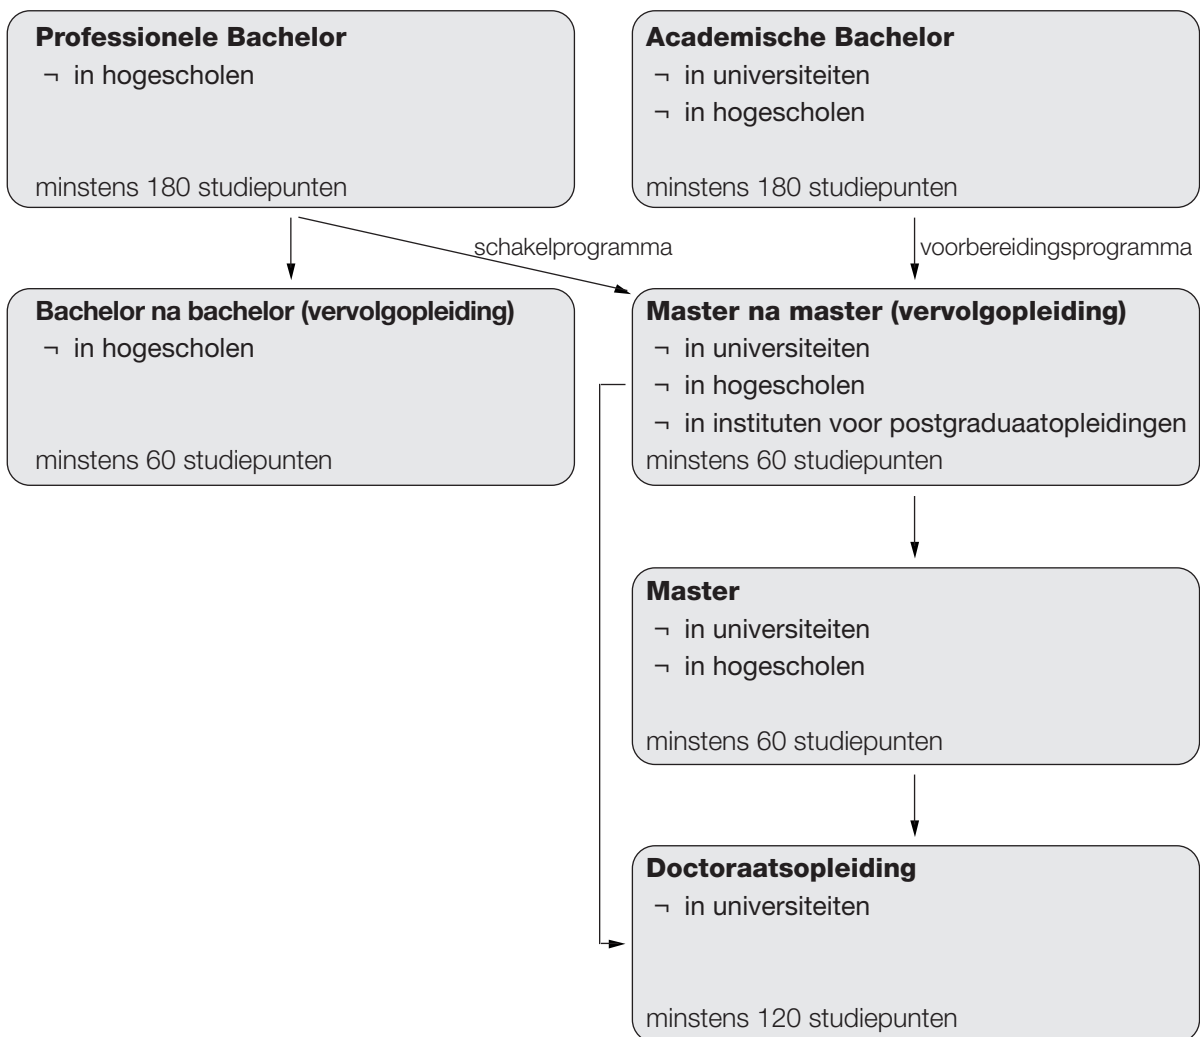 Professionele Bachelor
¬ in hogescholen
minstens 180 studiepunten
Academische Bachelor
¬ in universiteiten
¬ in hogescholen
minstens 180 studiepunten
schakelprogramma
voorbereidingsprogramma
Bachelor na bachelor (vervolgopleiding)
¬ in hogescholen
minstens 60 studiepunten
Master na master (vervolgopleiding)
¬ in universiteiten
¬ in hogescholen
¬ in instituten voor postgraduaatopleidingen
minstens 60 studiepunten
Master
¬ in universiteiten
¬ in hogescholen
minstens 60 studiepunten
Doctoraatsopleiding
¬ in universiteiten
minstens 120 studiepunten